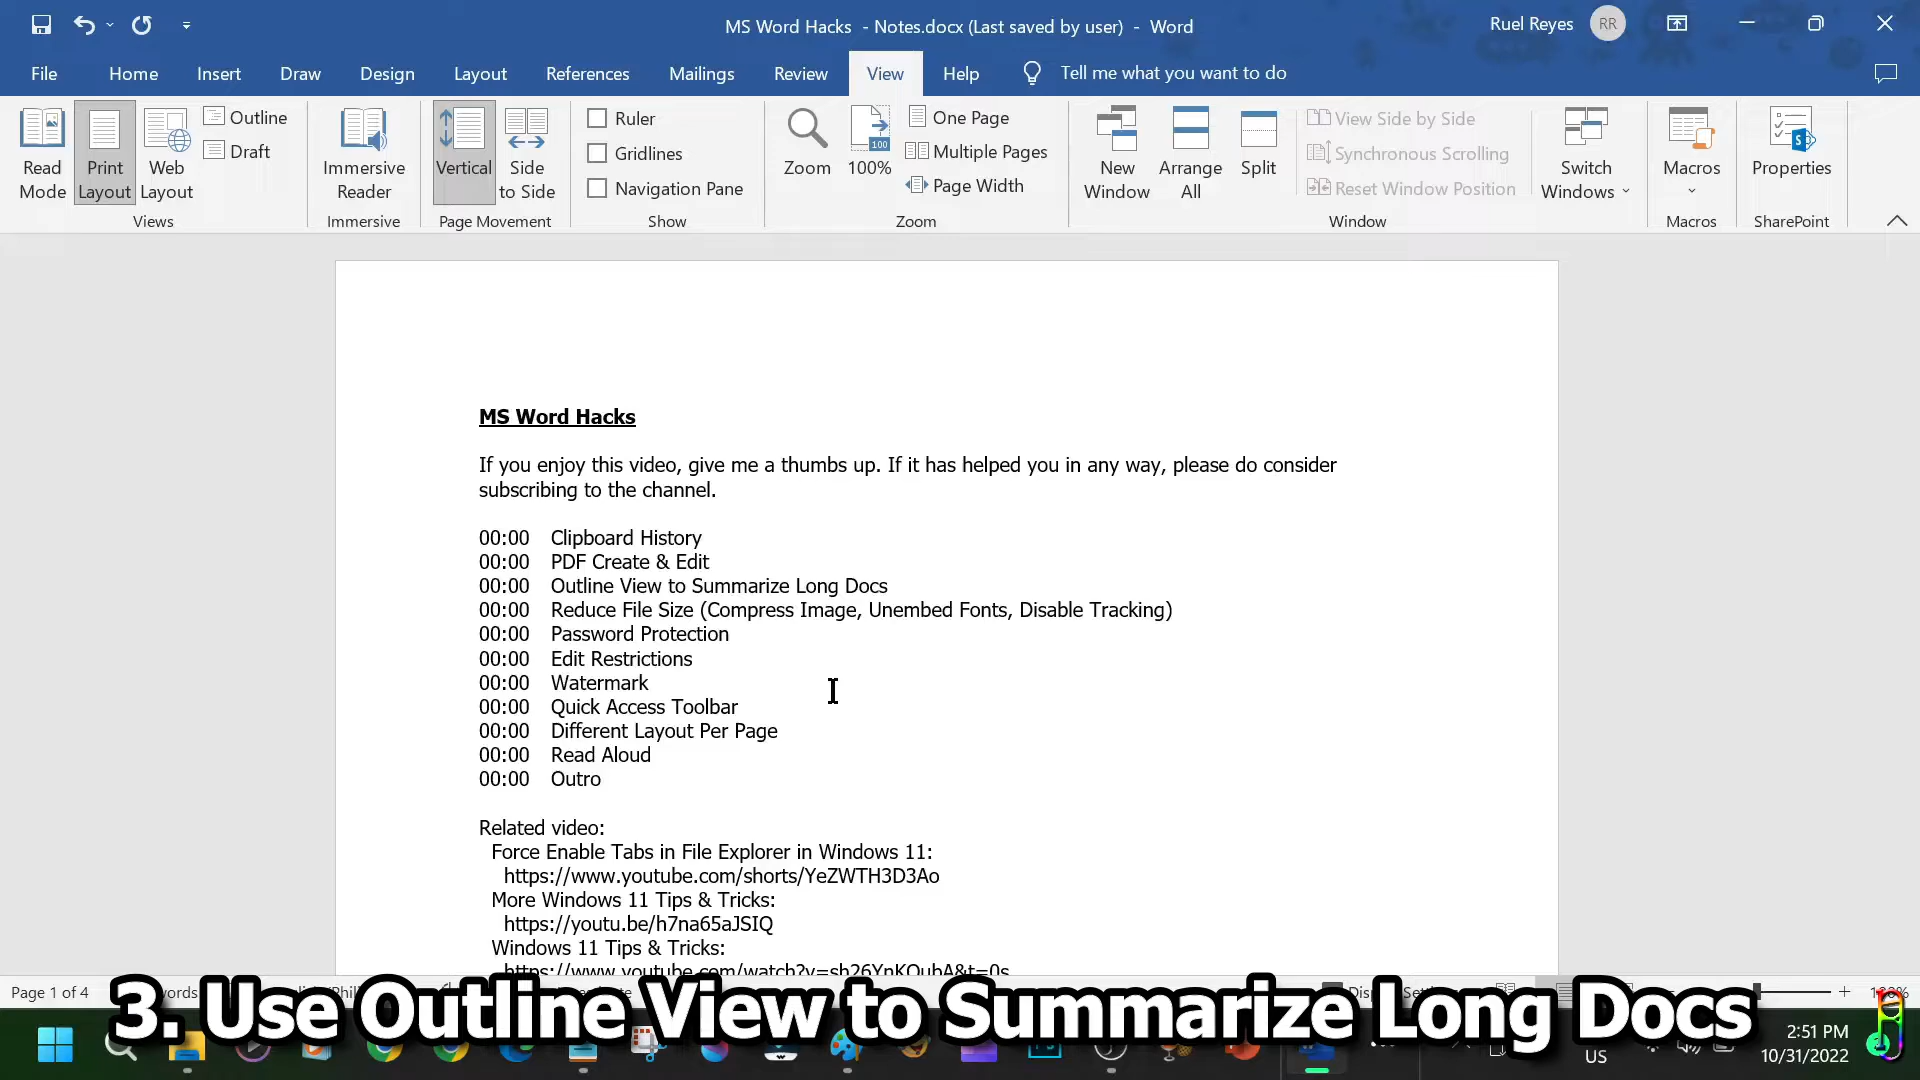 MS Word Hacks - Notes.docx (Last saved by user) - Word
Ruel Reyes RR
File Home Insert Draw Design Layout References Mailings Review View Help Tell me what you want to do
Read Mode
Print Layout
Web Layout
Outline
Draft
Views
Immersive Reader
Immersive
Vertical
Side to Side
Page Movement
Ruler
Gridlines
Navigation Pane
Show
Zoom
100
100%
One Page
Multiple Pages
Page Width
Zoom
New Window
Arrange All
Split
View Side by Side
Synchronous Scrolling
Reset Window Position
Switch Windows
Window
Macros
Macros
Properties
SharePoint
MS Word Hacks
If you enjoy this video, give me a thumbs up. If it has helped you in any way, please do consider
subscribing to the channel.
00:00 Clipboard History
00:00 PDF Create & Edit
00:00 Outline View to Summarize Long Docs
00:00 Reduce File Size (Compress Image, Unembed Fonts, Disable Tracking)
00:00 Password Protection
00:00 Edit Restrictions
00:00 Watermark
00:00 Quick Access Toolbar
00:00 Different Layout Per Page
00:00 Read Aloud
00:00 Outro
Related video:
Force Enable Tabs in File Explorer in Windows 11:
https://www.youtube.com/shorts/YeZWTH3D3Ao
More Windows 11 Tips & Tricks:
https://youtu.be/h7na65aJSIQ
Windows 11 Tips & Tricks:
Page 1 of 4
3. Use Outline View to Summarize Long Docs
US
2:51 PM
10/31/2022